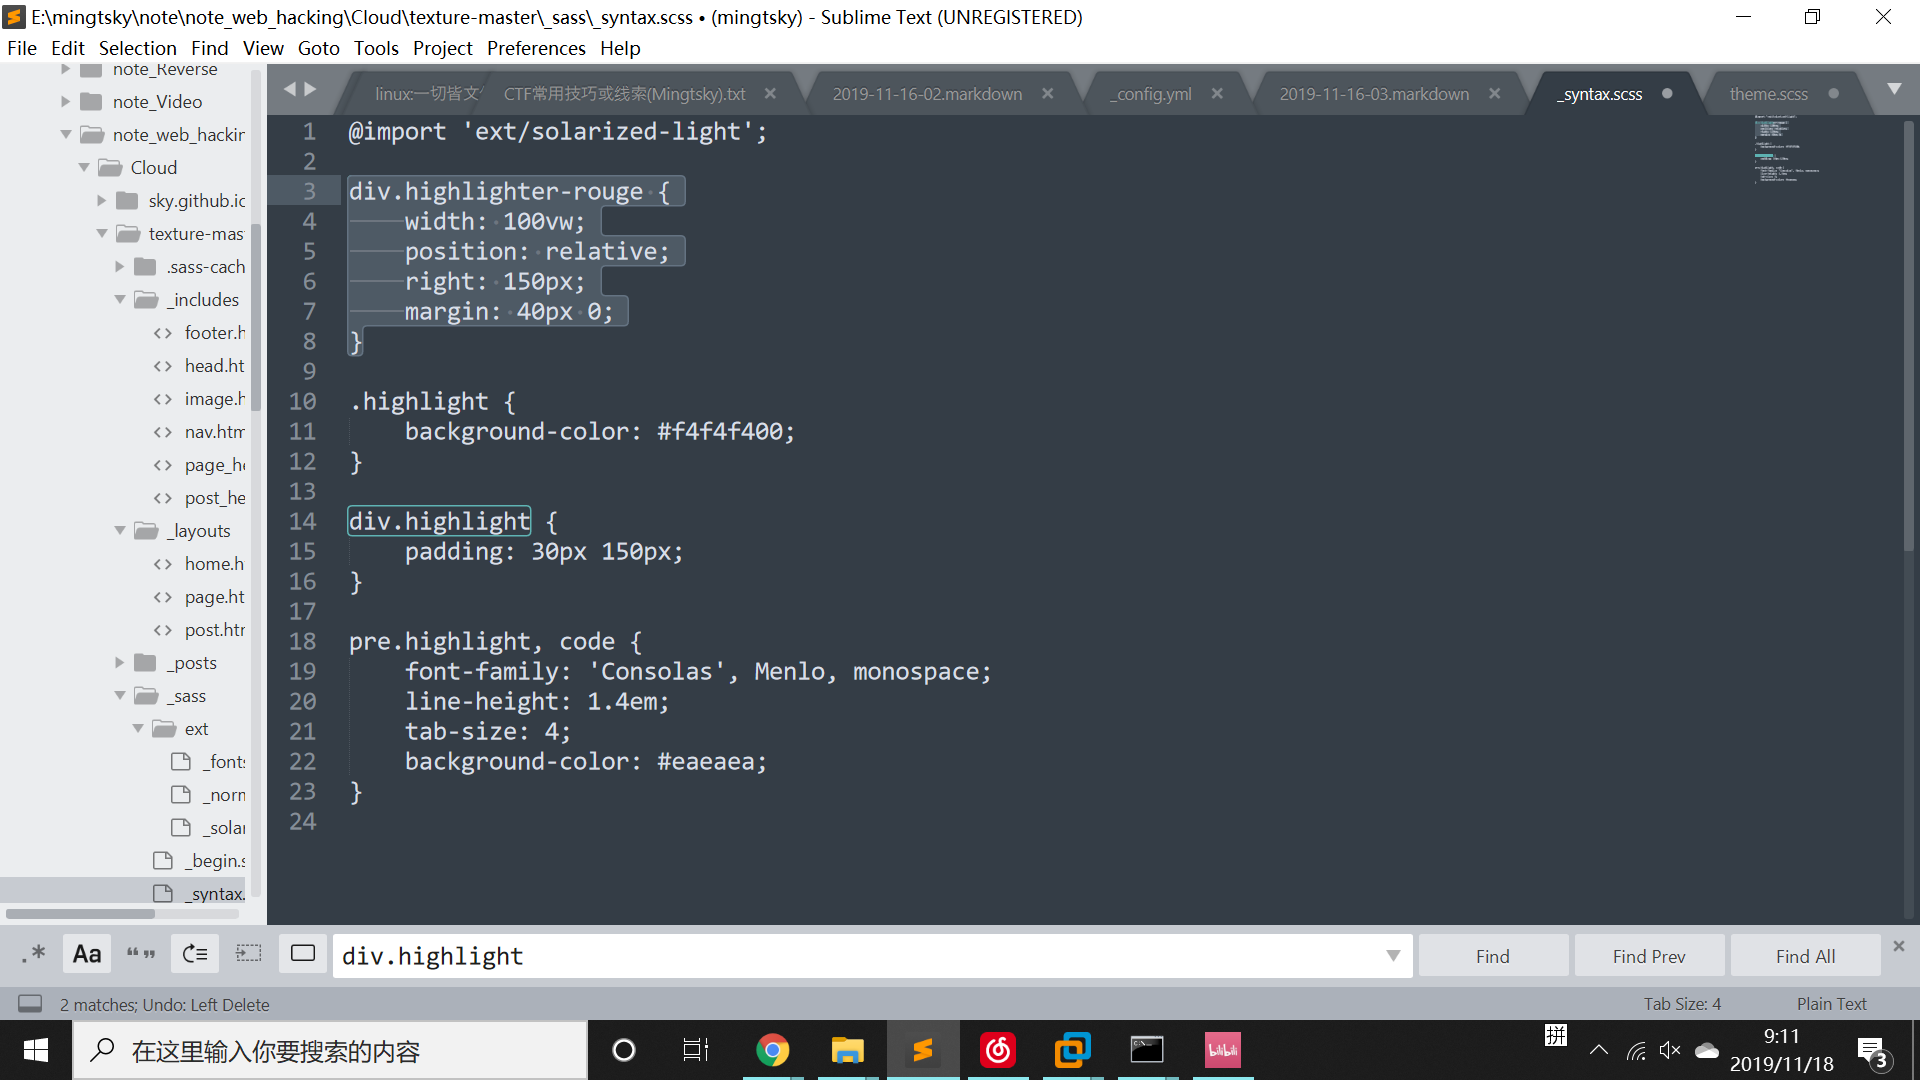 E:\mingtsky\note\note_web_hacking\Cloud\texture-master\_sass\_syntax.scss • (mingtsky) - Sublime Text (UNREGISTERED)
File Edit Selection Find View Goto Tools Project Preferences Help
note_Reverse
note_Video
note_web_hackin
Cloud
sky.github.io
texture-mas
.sass-cach
_includes
footer.h
head.ht
image.h
nav.htm
page_he
post_he
_layouts
home.h
page.ht
post.htm
_posts
_sass
ext
_fonts
_norn
_solar
_begin.s
_syntax.
linux:一切皆文 CTF常用技巧或线索(Mingtsky).txt 2019-11-16-02.markdown _config.yml 2019-11-16-03.markdown _syntax.scss theme.scss
1 @import 'ext/solarized-light';
2
3 div.highlighter-rouge {
4 width: 100vw;
5 position: relative;
6 right: 150px;
7 margin: 40px 0;
8 }
9
10 .highlight {
11 background-color: #f4f4f400;
12 }
13
14 div.highlight {
15 padding: 30px 150px;
16 }
17
18 pre.highlight, code {
19 font-family: 'Consolas', Menlo, monospace;
20 line-height: 1.4em;
21 tab-size: 4;
22 background-color: #eaeaea;
23 }
24
.* Aa “” div.highlight Find Find Prev Find All
2 matches; Undo: Left Delete Tab Size: 4 Plain Text
在这里输入你要搜索的内容 bilibili 拼 9:11
2019/11/18 3